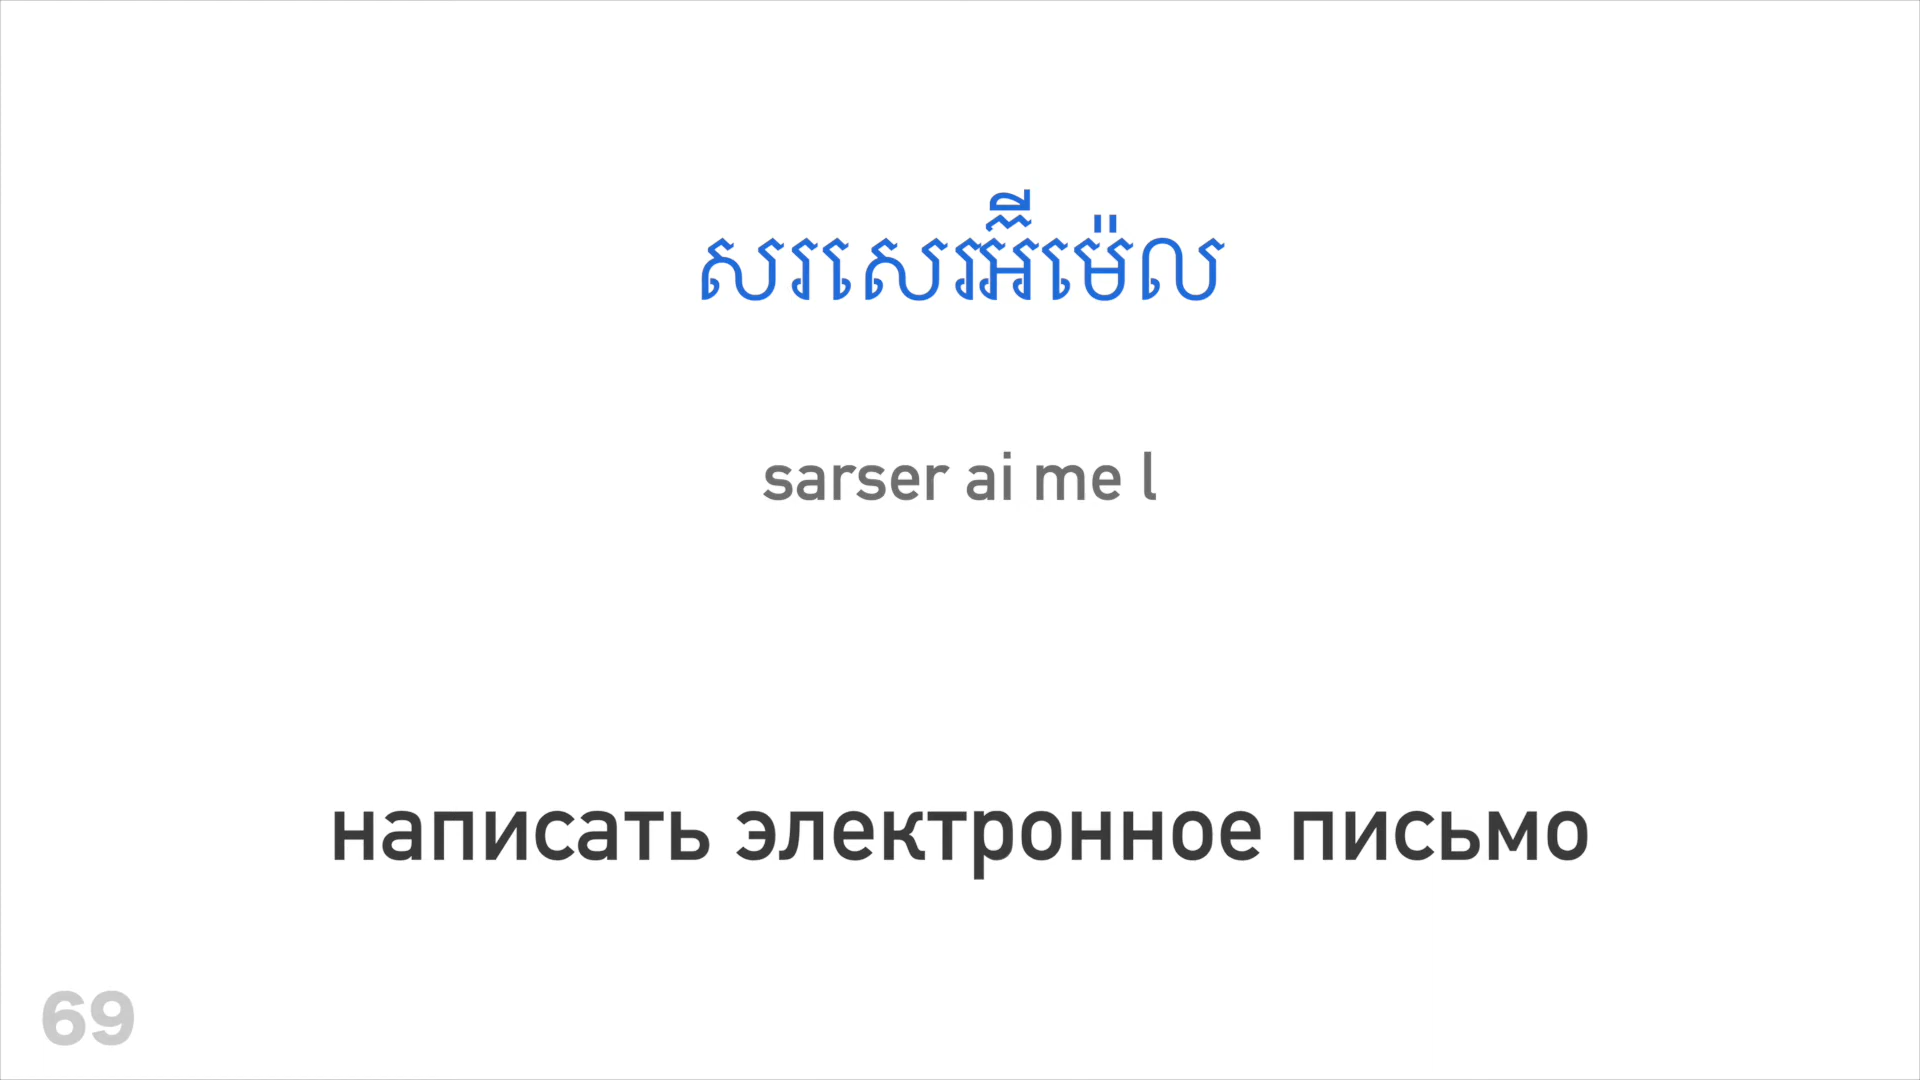 សរសេរអ៊ីម៉េល
sarser ai me l
написать электронное письмо
69